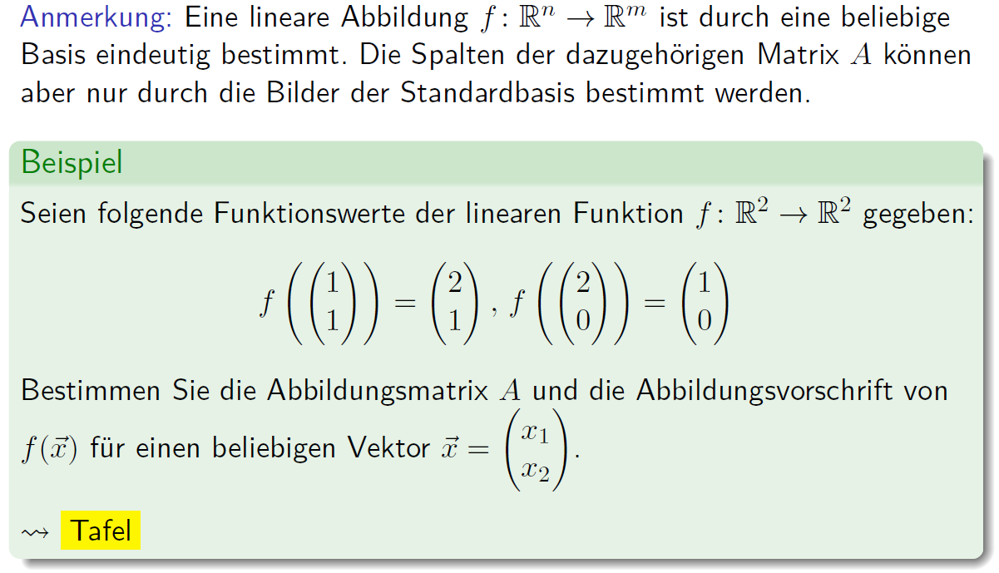 Anmerkung: Eine lineare Abbildung $f\colon \mathbb{R}^n \to \mathbb{R}^m$ ist durch eine beliebige
Basis eindeutig bestimmt. Die Spalten der dazugehörigen Matrix $A$ können
aber nur durch die Bilder der Standardbasis bestimmt werden.
Beispiel
Seien folgende Funktionswerte der linearen Funktion $f\colon \mathbb{R}^2 \to \mathbb{R}^2$ gegeben:
$f\left(\begin{pmatrix}1\\1\end{pmatrix}\right) = \begin{pmatrix}2\\1\end{pmatrix}, f\left(\begin{pmatrix}2\\0\end{pmatrix}\right) = \begin{pmatrix}1\\0\end{pmatrix}$
Bestimmen Sie die Abbildungsmatrix $A$ und die Abbildungsvorschrift von
$f(\vec{x})$ für einen beliebigen Vektor $\vec{x} = \begin{pmatrix}x_1\\x_2\end{pmatrix}$.
⇝ Tafel